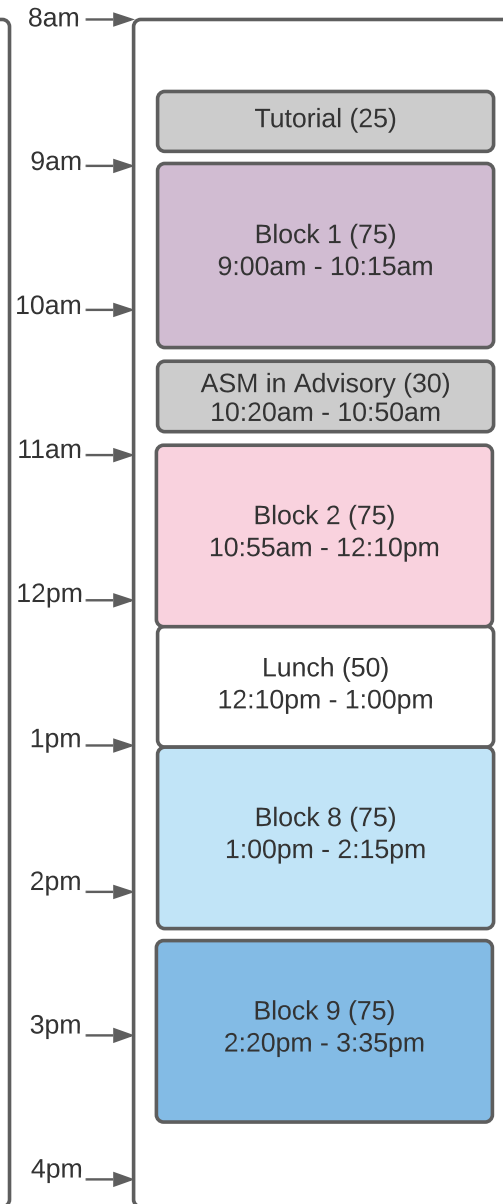 8am
Tutorial (25)
9am
Block 1 (75)
9:00am - 10:15am
10am
ASM in Advisory (30)
10:20am - 10:50am
11am
Block 2 (75)
10:55am - 12:10pm
12pm
Lunch (50)
12:10pm - 1:00pm
1pm
Block 8 (75)
1:00pm - 2:15pm
2pm
Block 9 (75)
2:20pm - 3:35pm
3pm
4pm